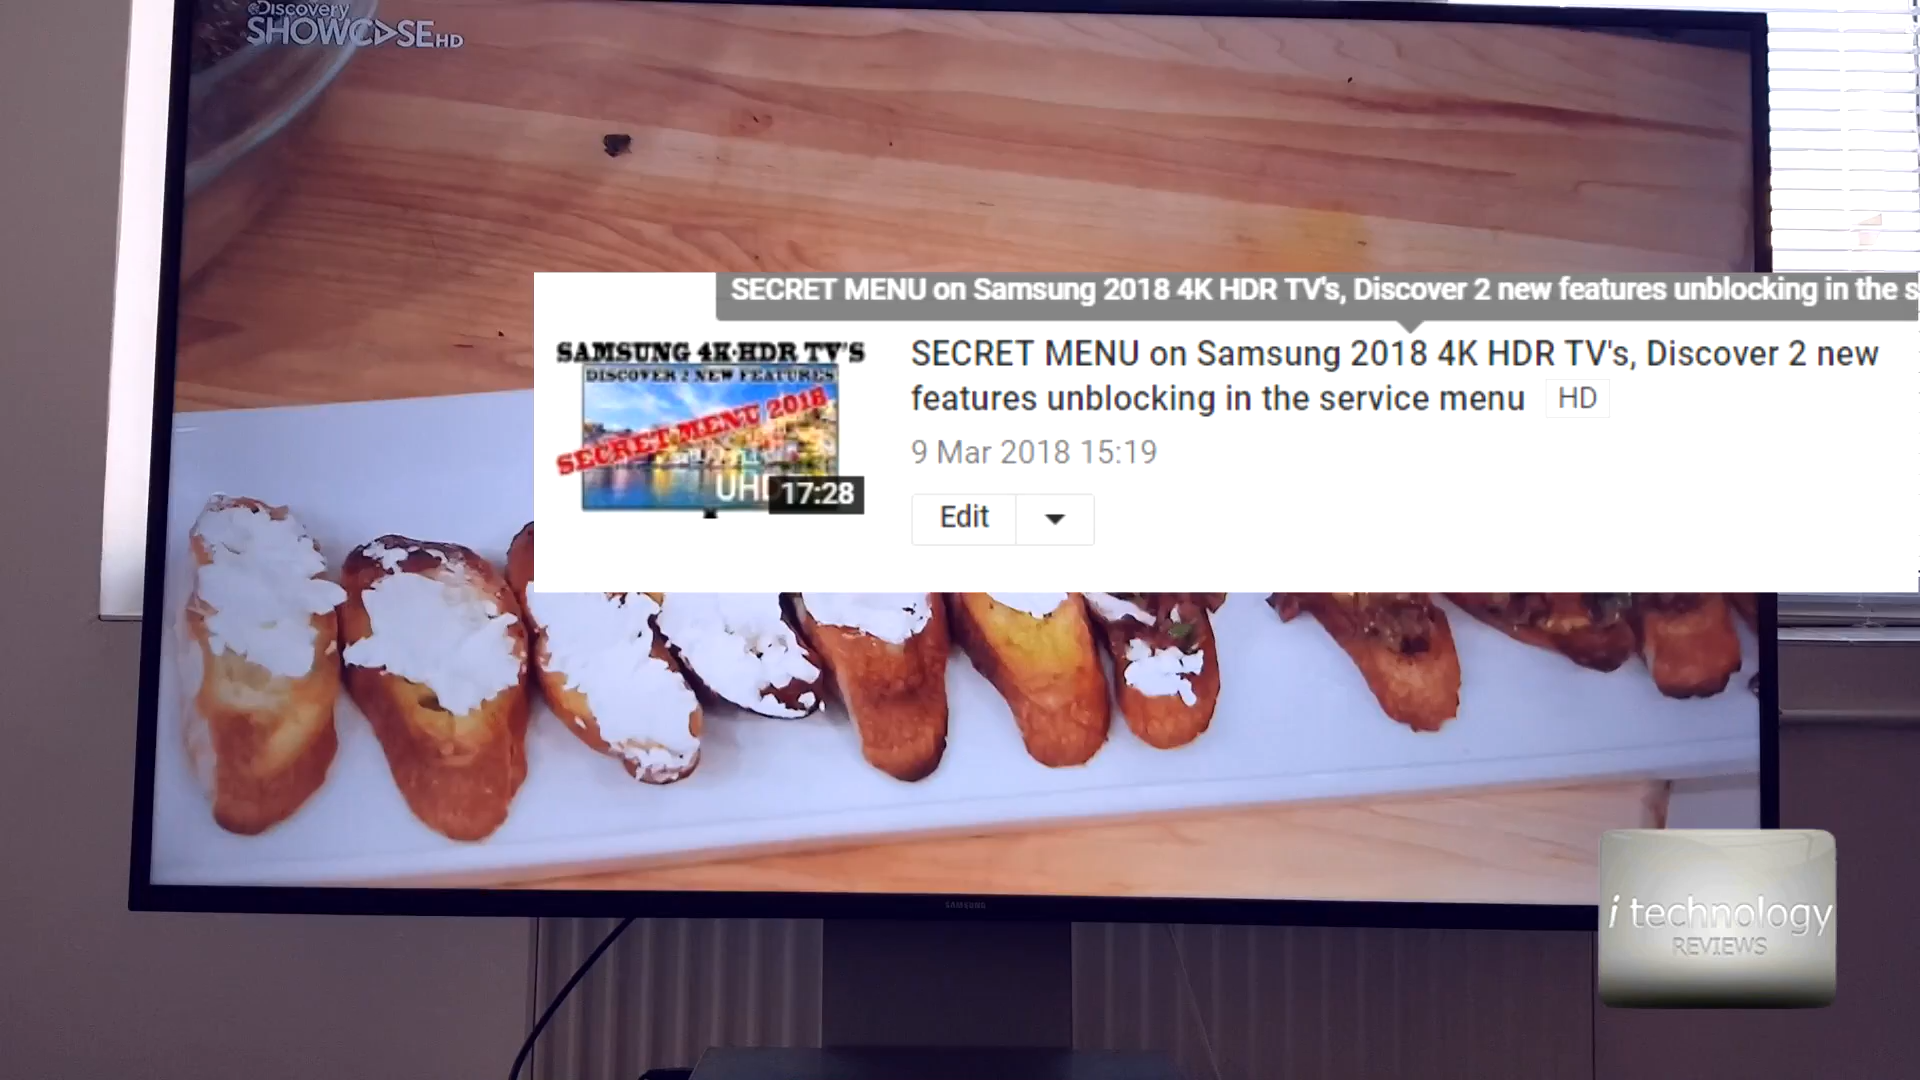 Discovery
SHOWCASE HD
SECRET MENU on Samsung 2018 4K HDR TV's, Discover 2 new features unblocking in the s
SAMSUNG 4K-HDR TV'S
DISCOVER 2 NEW FEATURES
SECRET MENU 2018
UHD
17:28
SECRET MENU on Samsung 2018 4K HDR TV's, Discover 2 new
features unblocking in the service menu HD
9 Mar 2018 15:19
Edit
SAMSUNG
i technology
REVIEWS